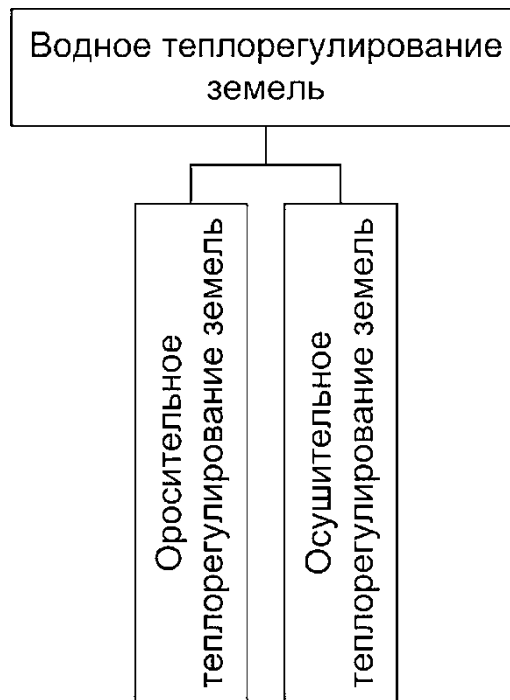 Водное теплорегулирование
земель
Оросительное
теплорегулирование земель
Осушительное
теплорегулирование земель